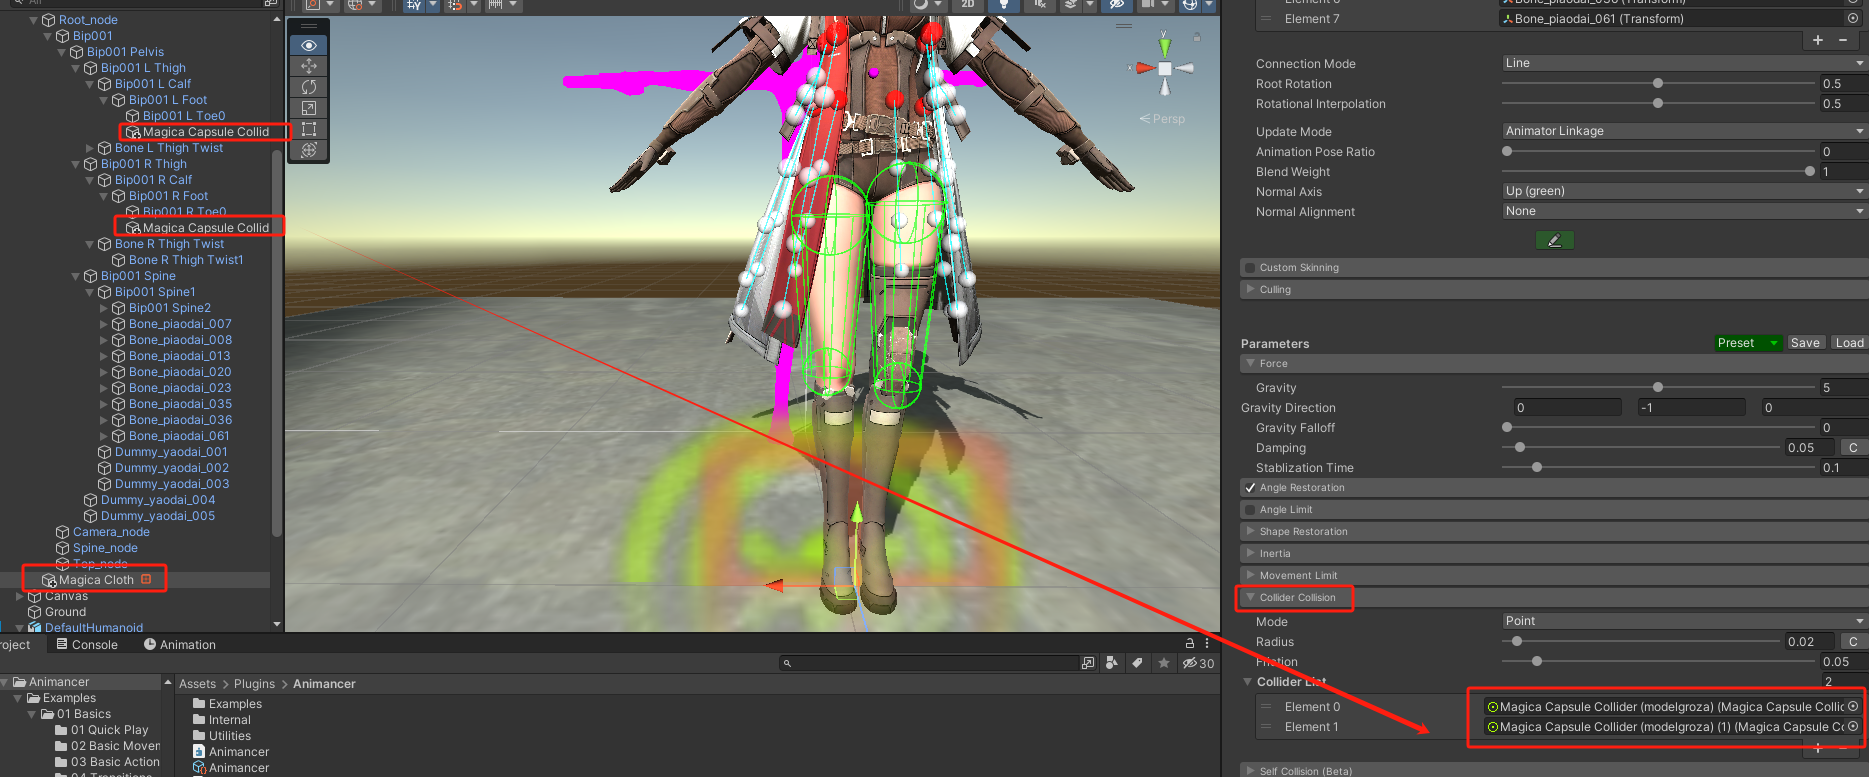 All
Root_node
Bip001
Bip001 Pelvis
Bip001 L Thigh
Bip001 L Calf
Bip001 L Foot
Bip001 L Toe0
Magica Capsule Collid
Bone L Thigh Twist
Bip001 R Thigh
Bip001 R Calf
Bip001 R Foot
Bip001 R Toe0
Magica Capsule Collid
Bone R Thigh Twist
Bone R Thigh Twist1
Bip001 Spine
Bip001 Spine1
Bip001 Spine2
Bone_piaodai_007
Bone_piaodai_008
Bone_piaodai_013
Bone_piaodai_020
Bone_piaodai_023
Bone_piaodai_035
Bone_piaodai_036
Bone_piaodai_061
Dummy_yaodai_001
Dummy_yaodai_002
Dummy_yaodai_003
Dummy_yaodai_004
Dummy_yaodai_005
Camera_node
Spine_node
Top_node
Magica Cloth
Canvas
Ground
DefaultHumanoid
2D
y
x
Persp
Element 7 Bone_piaodai_061 (Transform)
Connection Mode Line
Root Rotation 0.5
Rotational Interpolation 0.5
Update Mode Animator Linkage
Animation Pose Ratio 0
Blend Weight 1
Normal Axis Up (green)
Normal Alignment None
Custom Skinning
Culling
Parameters Preset Save Load
Force
Gravity 5
Gravity Direction 0 -1 0
Gravity Falloff 0
Damping 0.05 C
Stablization Time 0.1
Angle Restoration
Angle Limit
Shape Restoration
Inertia
Movement Limit
Collider Collision
Mode Point
Radius 0.02 C
Friction 0.05
Collider List 2
Element 0 Magica Capsule Collider (modelgroza) (Magica Capsule Collic
Element 1 Magica Capsule Collider (modelgroza) (1) (Magica Capsule Cc
Self Collision (Beta)
roject Console Animation
30
Animancer
Examples
01 Basics
01 Quick Play
02 Basic Movem
03 Basic Action
04 Transitions
Assets > Plugins > Animancer
Examples
Internal
Utilities
Animancer
Animancer